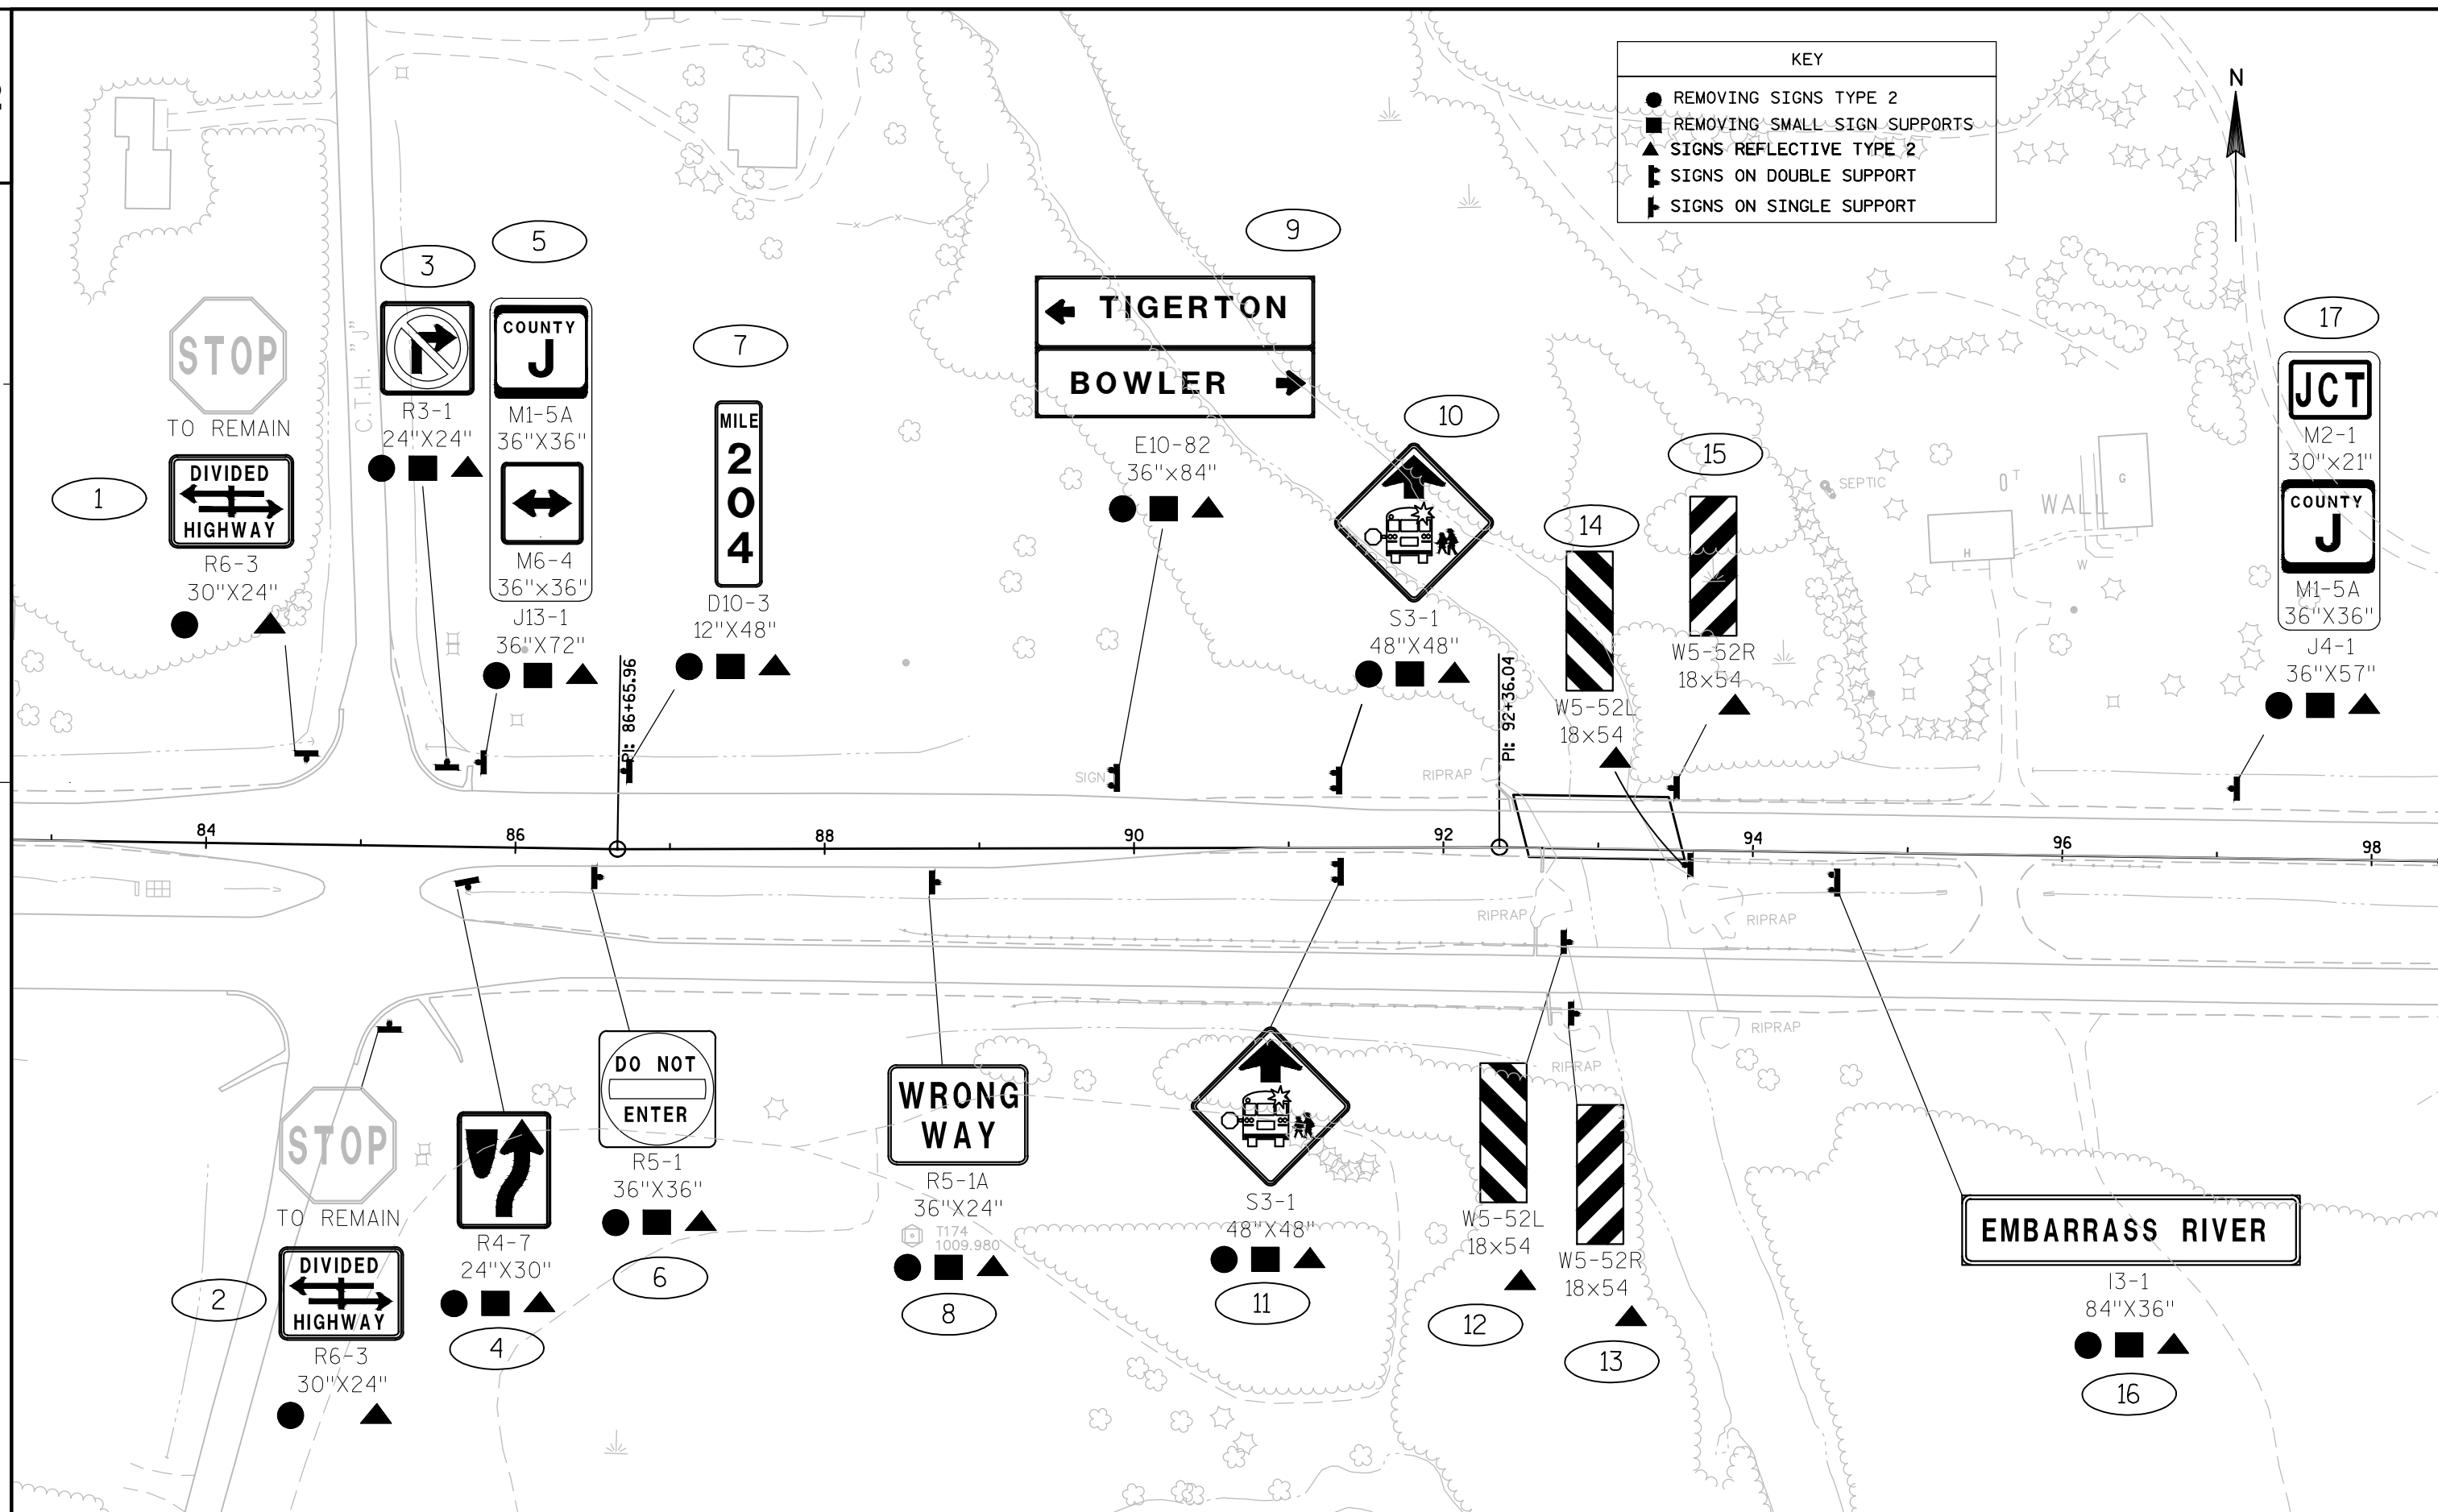 KEY
REMOVING SIGNS TYPE 2
REMOVING SMALL SIGN SUPPORTS
SIGNS REFLECTIVE TYPE 2
SIGNS ON DOUBLE SUPPORT
SIGNS ON SINGLE SUPPORT
N
STOP
TO REMAIN
1
DIVIDED
HIGHWAY
R6-3
30"X24"
C.T.H. "J"
3
R3-1
24"X24"
5
COUNTY
J
M1-5A
36"X36"
M6-4
36"x36"
J13-1
36"X72"
7
MILE
2
0
4
D10-3
12"X48"
9
TIGERTON
BOWLER
E10-82
36"x84"
10
S3-1
48"X48"
14
W5-52L
18x54
15
W5-52R
18x54
SEPTIC
T
WALL
G
H
W
17
JCT
M2-1
30"x21"
COUNTY
J
M1-5A
36"X36"
J4-1
36"X57"
PI: 86+65.96
PI: 92+36.04
SIGN
RIPRAP
84
86
88
90
92
94
96
98
RIPRAP
RIPRAP
RIPRAP
RIPRAP
STOP
TO REMAIN
2
DIVIDED
HIGHWAY
R6-3
30"X24"
R4-7
24"X30"
4
DO NOT
ENTER
R5-1
36"X36"
6
WRONG
WAY
R5-1A
36"X24"
T174
1009.980
8
S3-1
48"X48"
11
W5-52L
18x54
12
W5-52R
18x54
13
EMBARRASS RIVER
I3-1
84"X36"
16